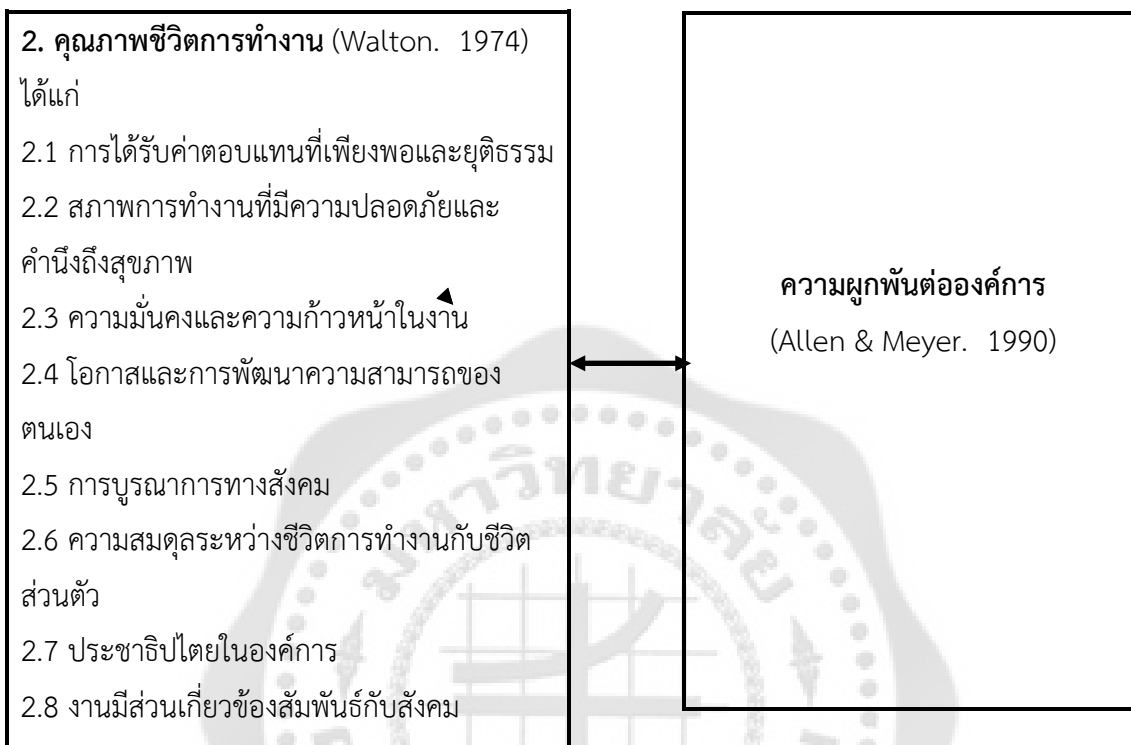 2. คุณภาพชีวิตการทำงาน (Walton. 1974)
ได้แก่
2.1 การได้รับค่าตอบแทนที่เพียงพอและยุติธรรม
2.2 สภาพการทำงานที่มีความปลอดภัยและ
คำนึงถึงสุขภาพ
2.3 ความมั่นคงและความก้าวหน้าในงาน
2.4 โอกาสและการพัฒนาความสามารถของ
ตนเอง
2.5 การบูรณาการทางสังคม
2.6 ความสมดุลระหว่างชีวิตการทำงานกับชีวิต
ส่วนตัว
2.7 ประชาธิปไตยในองค์การ
2.8 งานมีส่วนเกี่ยวข้องสัมพันธ์กับสังคม
ความผูกพันต่อองค์การ
(Allen & Meyer. 1990)
มหาวิทยาลัย